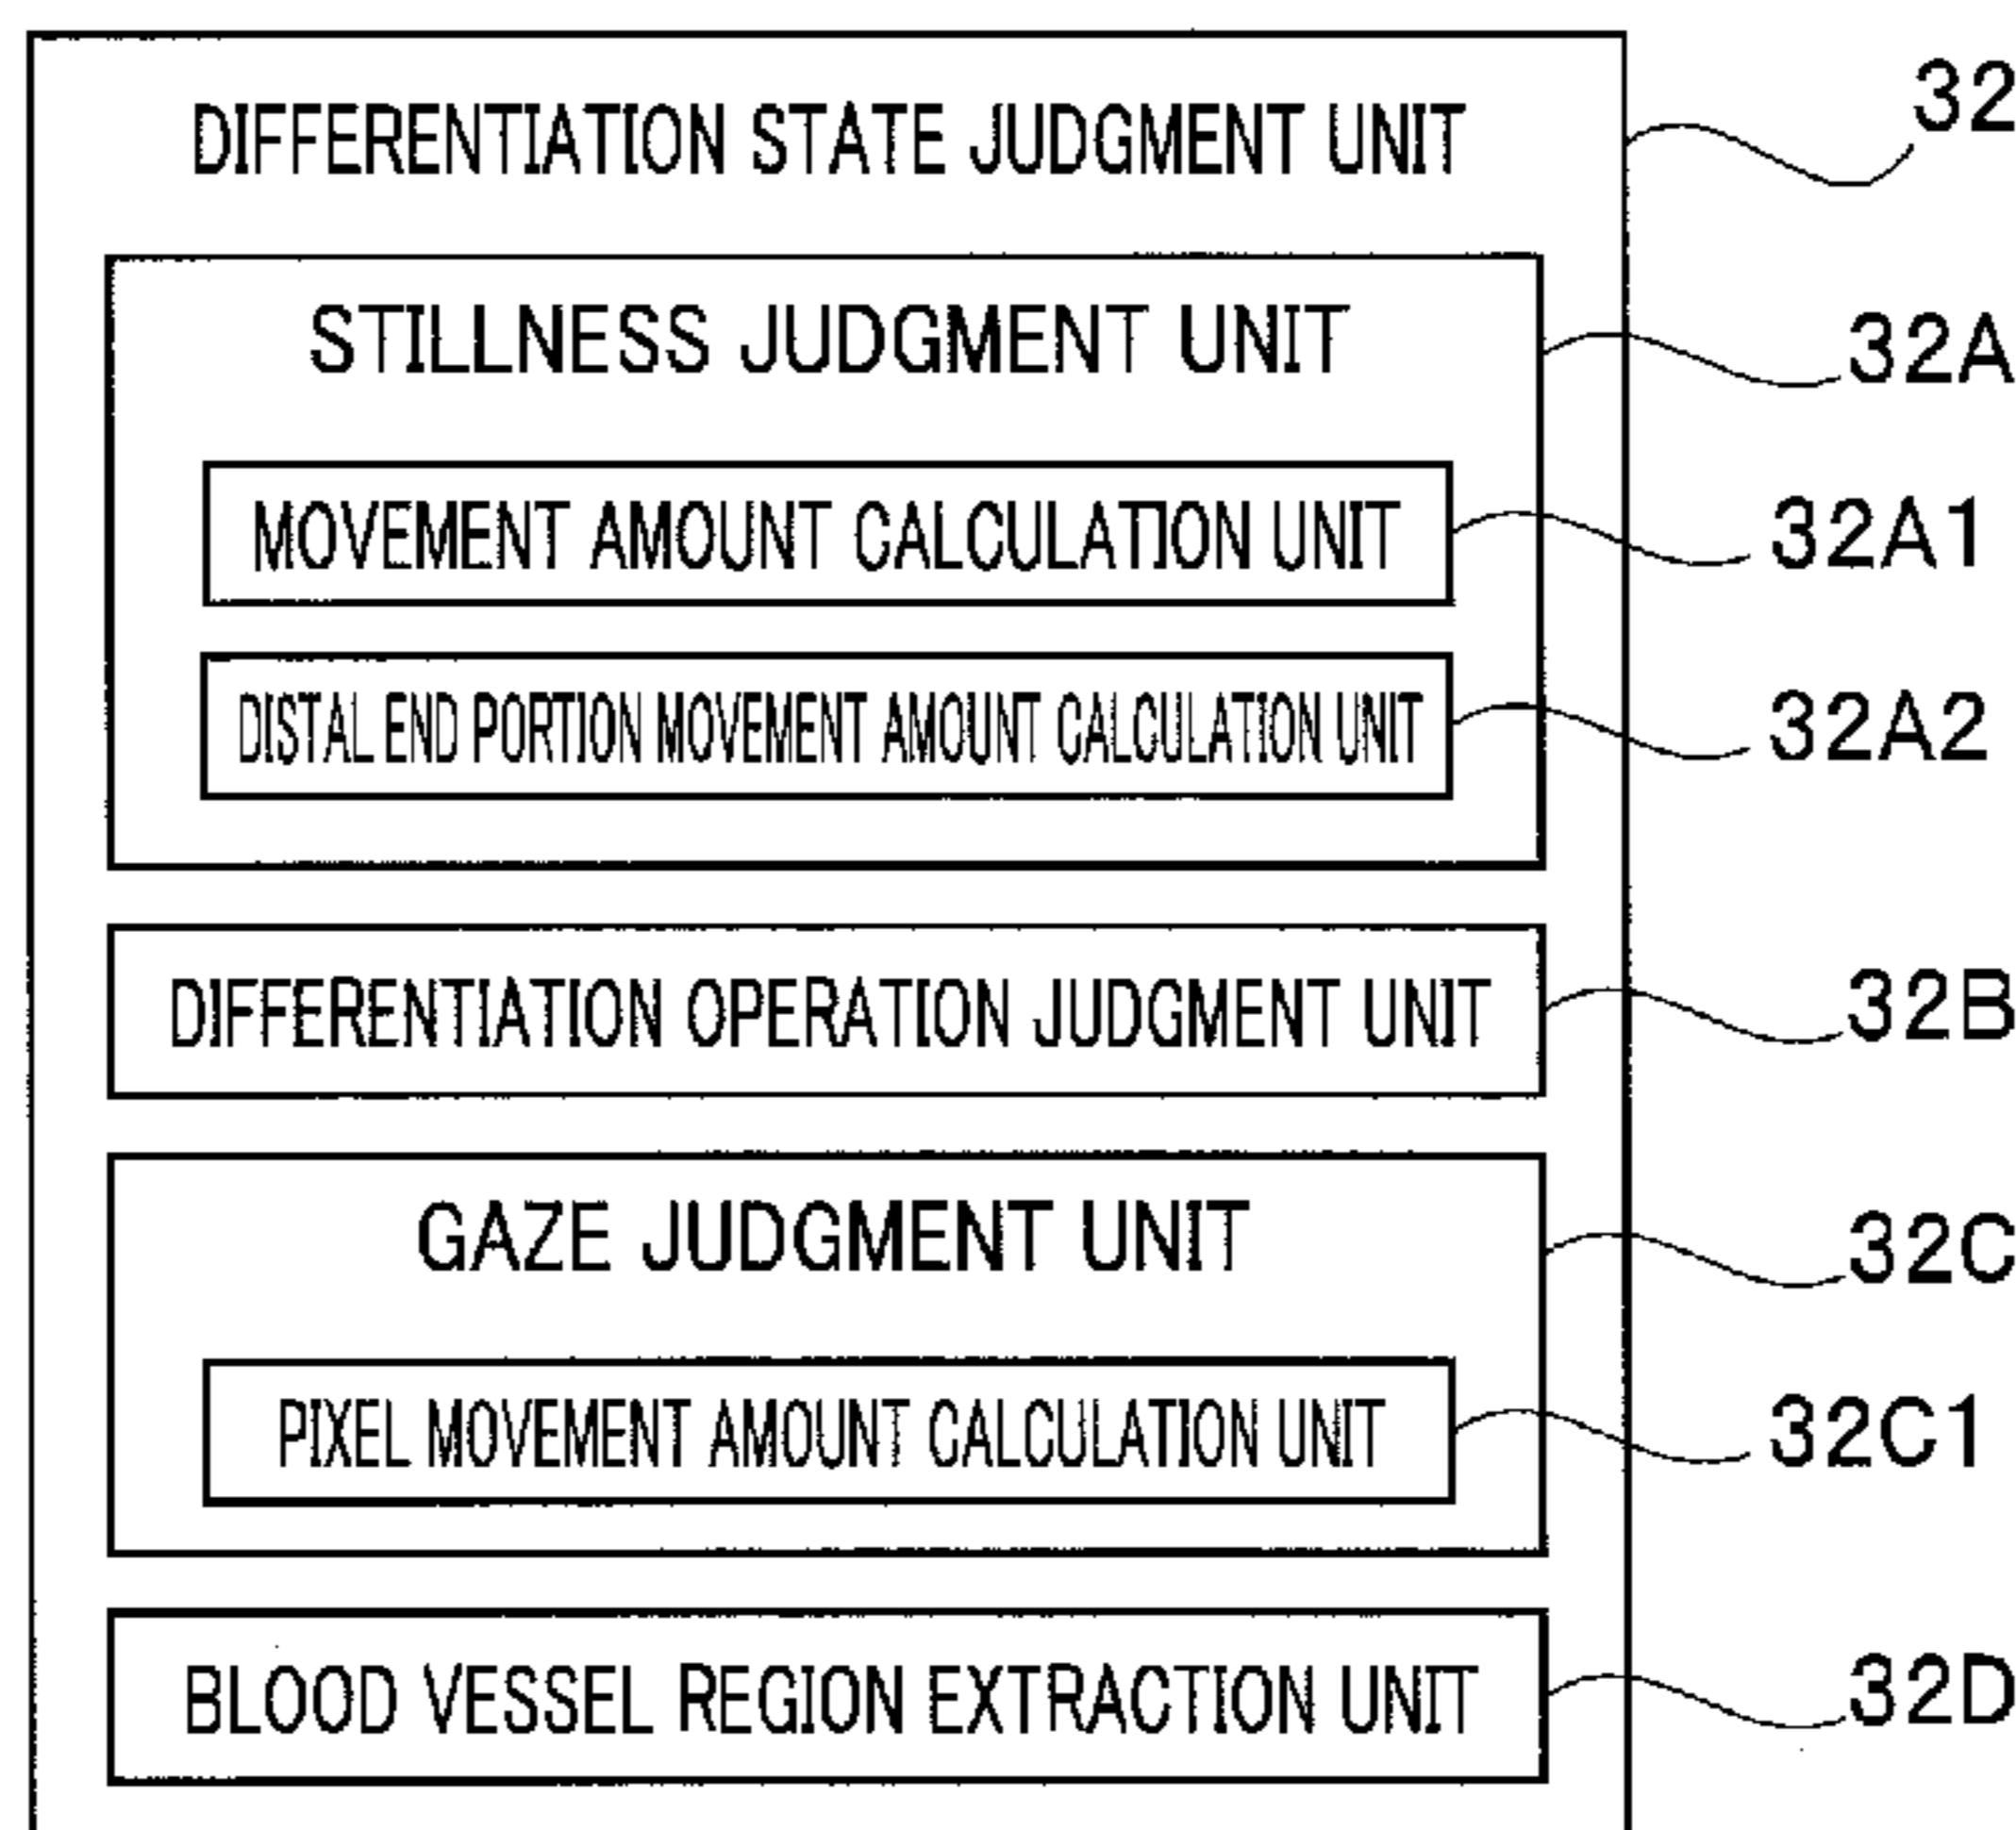 DIFFERENTIATION STATE JUDGMENT UNIT 32
STILLNESS JUDGMENT UNIT 32A
MOVEMENT AMOUNT CALCULATION UNIT 32A1
DISTAL END PORTION MOVEMENT AMOUNT CALCULATION UNIT 32A2
DIFFERENTIATION OPERATION JUDGMENT UNIT 32B
GAZE JUDGMENT UNIT 32C
PIXEL MOVEMENT AMOUNT CALCULATION UNIT 32C1
BLOOD VESSEL REGION EXTRACTION UNIT 32D